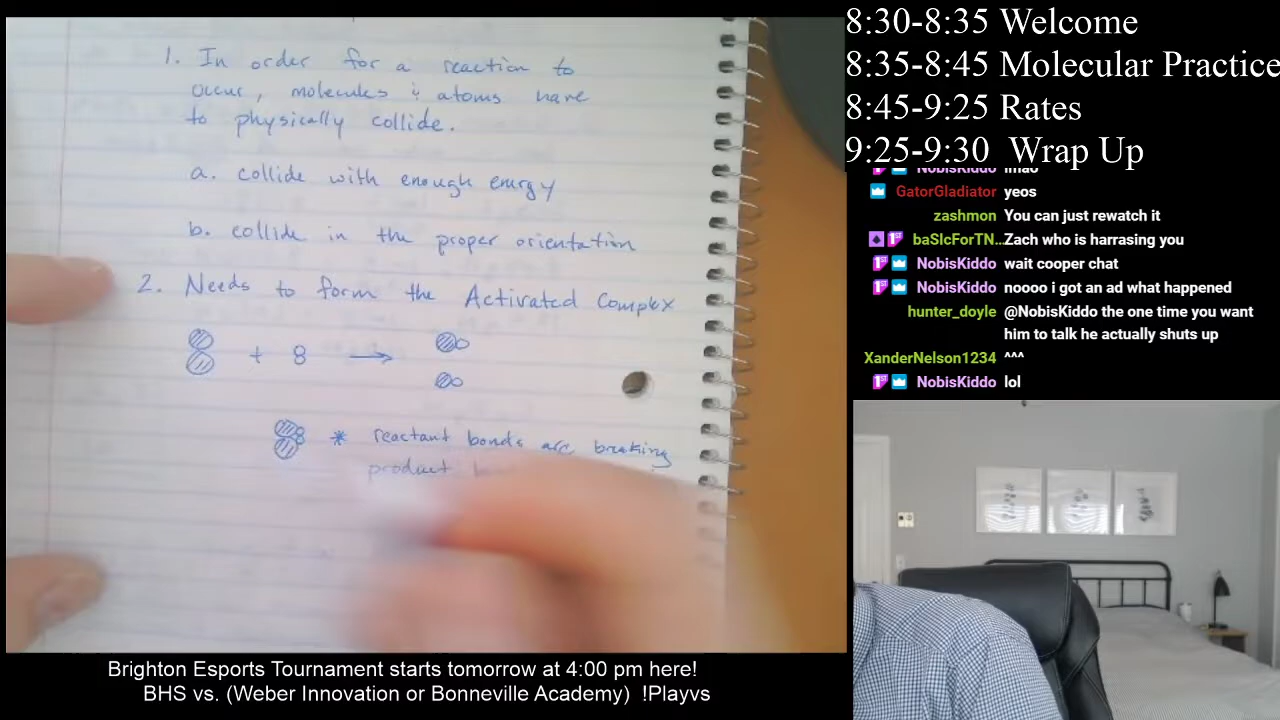 1. In order for a reaction to
occur, molecules & atoms have
to physically collide.
a. collide with enough energy
b. collide in the proper orientation
2. Needs to form the Activated Complex
+ 8 →
* reactant bonds are breaking
product
8:30-8:35 Welcome
8:35-8:45 Molecular Practice
8:45-9:25 Rates
9:25-9:30 Wrap Up
NobisKiddo lmao
GatorGladiator yeos
zashmon You can just rewatch it
baSIcForTN... Zach who is harrasing you
NobisKiddo wait cooper chat
NobisKiddo noooo i got an ad what happened
hunter_doyle @NobisKiddo the one time you want
him to talk he actually shuts up
XanderNelson1234 ^^^
NobisKiddo lol
Brighton Esports Tournament starts tomorrow at 4:00 pm here!
BHS vs. (Weber Innovation or Bonneville Academy) !Playvs